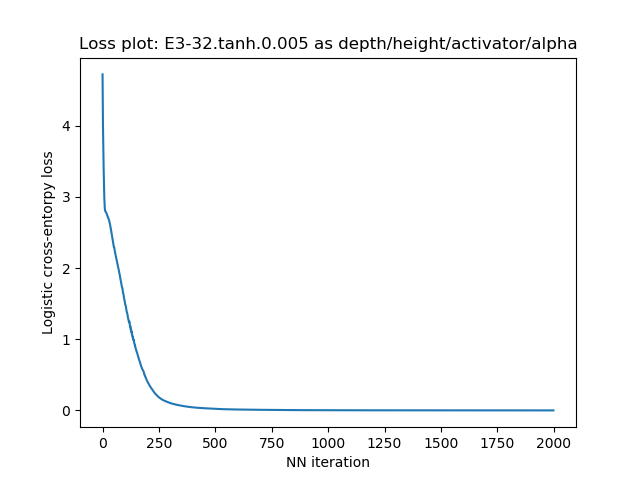 Loss plot: E3-32.tanh.0.005 as depth/height/activator/alpha
4
3
2
1
0
Logistic cross-entorpy loss
0 250 500 750 1000 1250 1500 1750 2000
NN iteration